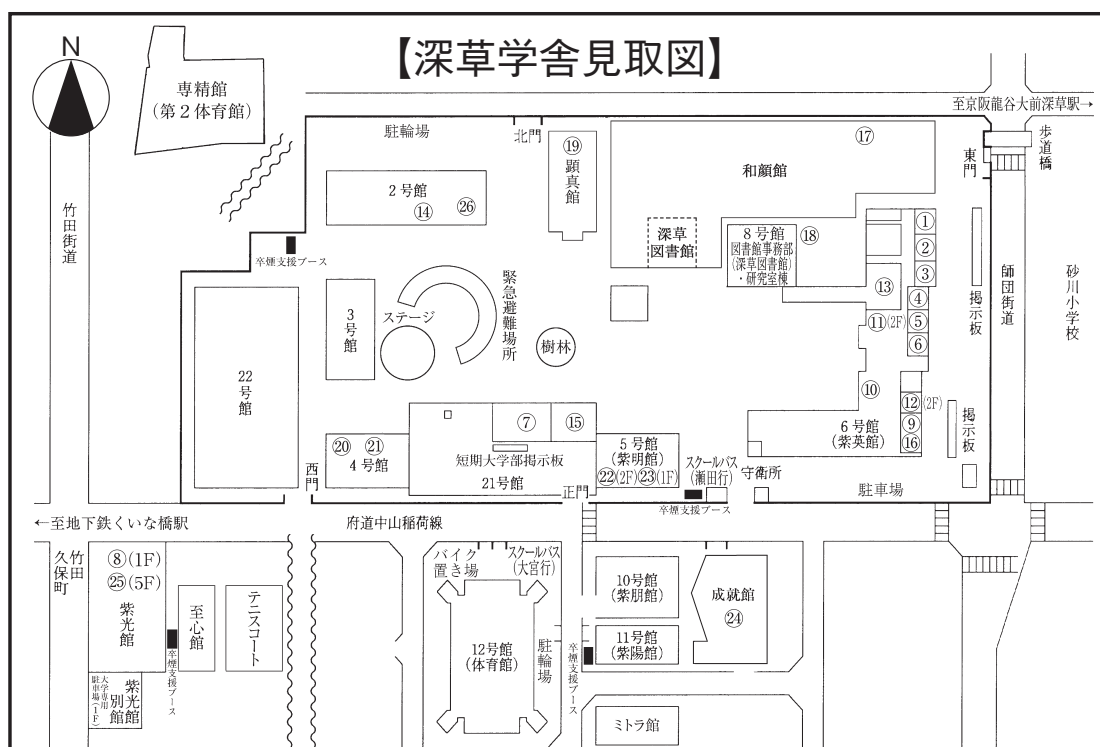 【深草学舎見取図】
N
専精館
(第2体育館)
至京阪龍谷大前深草駅→
歩道橋
東門
北門
駐輪場
⑲
顕真館
⑰
和顔館
2号館
⑭
㉖
竹田街道
卒煙支援ブース
深草
図書館
8号館
図書館事務部
(深草図書館)
・研究室棟
⑱
①
②
③
⑬
④
⑤
⑥
⑪(2F)
掲示板
師団街道
砂川小学校
3号館
ステージ
緊急避難場所
樹林
22号館
⑩
⑫(2F)
⑨
⑯
掲示板
6号館
(紫英館)
⑦
⑮
短期大学部掲示板
21号館
⑳
㉑
4号館
西門
5号館
(紫明館)
㉒(2F)㉓(1F)
スクールバス
(瀬田行)
守衛所
駐車場
正門
卒煙支援ブース
←至地下鉄くいな橋駅
府道中山稲荷線
竹田
久保町
⑧(1F)
㉕(5F)
紫光館
卒煙支援ブース
至心館
テニスコート
紫光館
別館
大学専用
駐車場(1F)
バイク
置き場
スクールバス
(大宮行)
12号館
(体育館)
駐輪場
卒煙支援ブース
10号館
(紫朋館)
11号館
(紫陽館)
成就館
㉔
ミトラ館